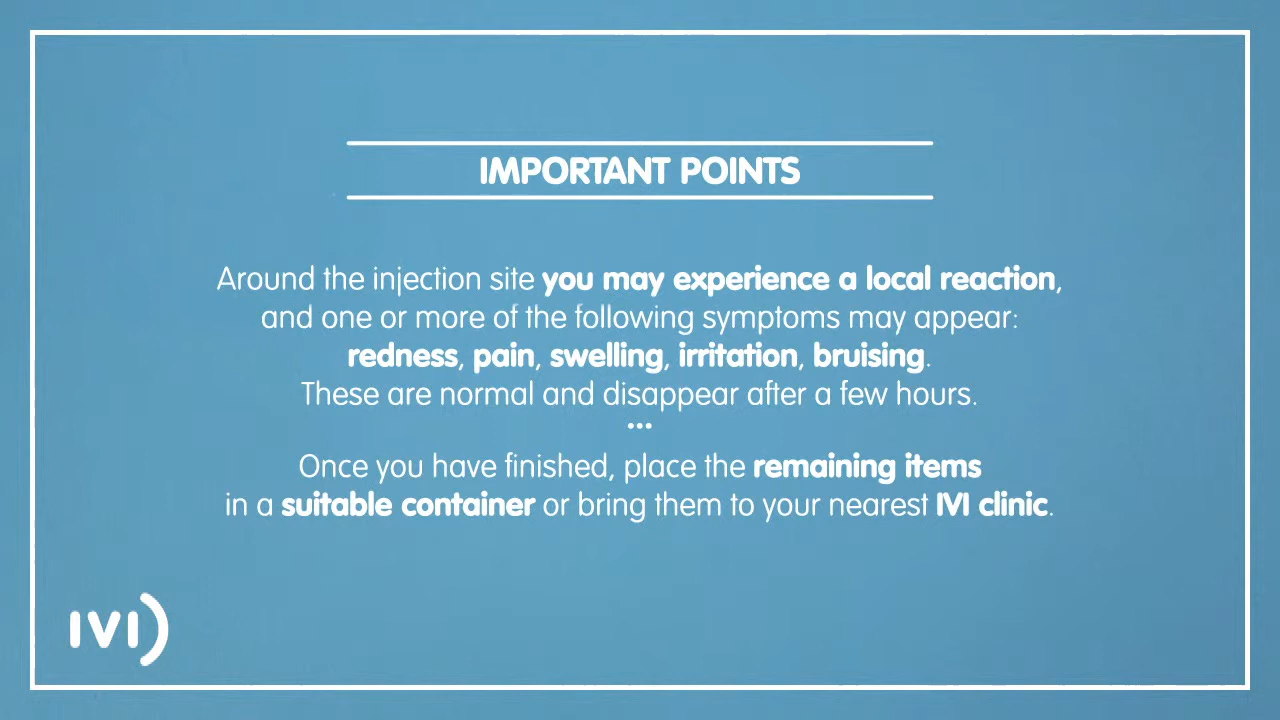 IMPORTANT POINTS
Around the injection site you may experience a local reaction,
and one or more of the following symptoms may appear:
redness, pain, swelling, irritation, bruising.
These are normal and disappear after a few hours.
...
Once you have finished, place the remaining items
in a suitable container or bring them to your nearest IVI clinic.
IVI)